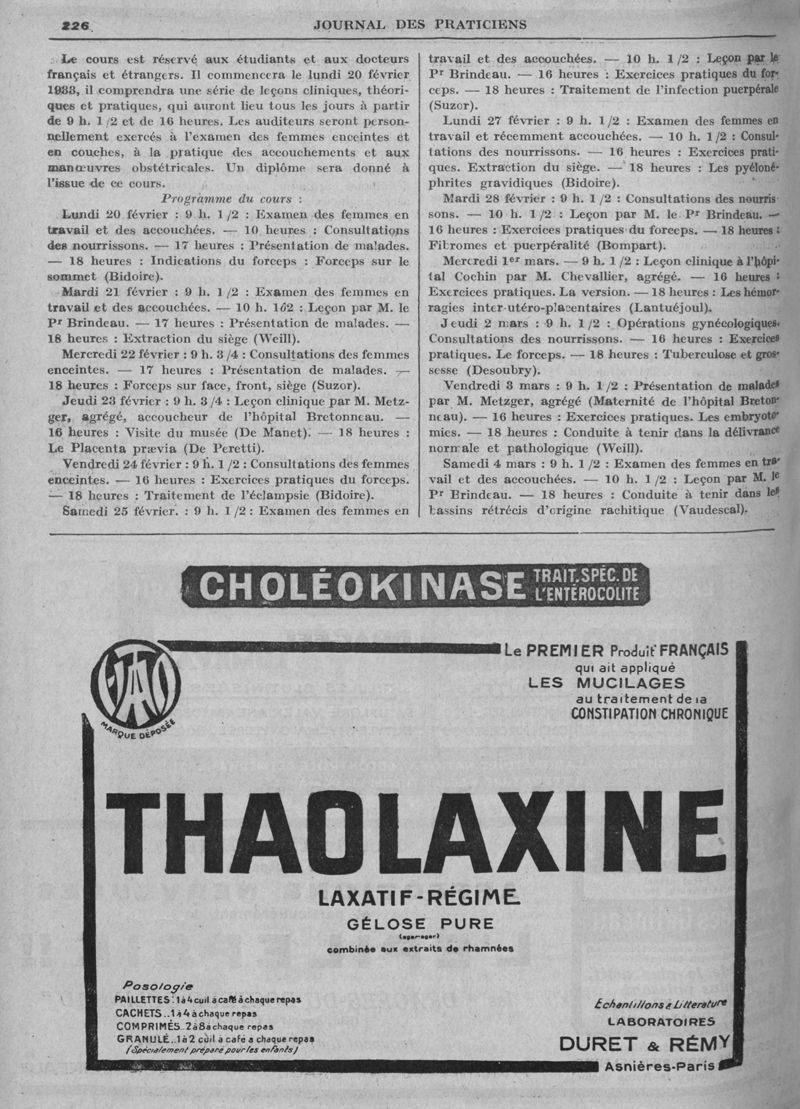 226
JOURNAL DES PRATICIENS
Le cours est réservé aux étudiants et aux docteurs
français et étrangers. Il commencera le lundi 20 février
1933, il comprendra une série de leçons cliniques, théori-
ques et pratiques, qui auront lieu tous les jours à partir
de 9 h. 1/2 et de 16 heures. Les auditeurs seront person-
nellement exercés à l'examen des femmes enceintes et
en couches, à la pratique des accouchements et aux
manœuvres obstétricales. Un diplôme sera donné à
l'issue de ce cours.
Programme du cours :
Lundi 20 février : 9 h. 1/2 : Examen des femmes en
travail et des accouchées. — 10 heures : Consultations
des nourrissons. — 17 heures : Présentation de malades.
— 18 heures : Indications du forceps : Forceps sur le
sommet (Bidoire).
Mardi 21 février : 9 h. 1/2 : Examen des femmes en
travail et des accouchées. — 10 h. 1ó2 : Leçon par M. le
Pr Brindeau. — 17 heures : Présentation de malades. —
18 heures : Extraction du siège (Weill).
Mercredi 22 février : 9 h. 3/4 : Consultations des femmes
enceintes. — 17 heures : Présentation de malades. —
18 heures : Forceps sur face, front, siège (Suzor).
Jeudi 23 février : 9 h. 3/4 : Leçon clinique par M. Metz-
ger, agrégé, accoucheur de l'hôpital Bretonneau. —
16 heures : Visite du musée (De Manet). — 18 heures :
Le Placenta prævia (De Peretti).
Vendredi 24 février : 9 h. 1/2 : Consultations des femmes
enceintes. — 16 heures : Exercices pratiques du forceps.
— 18 heures : Traitement de l'éclampsie (Bidoire).
Samedi 25 février. : 9 h. 1/2 : Examen des femmes en
travail et des accouchées. — 10 h. 1/2 : Leçon par le
Pr Brindeau. — 16 heures : Exercices pratiques du for-
ceps. — 18 heures : Traitement de l'infection puerpérale
(Suzor).
Lundi 27 février : 9 h. 1/2 : Examen des femmes en
travail et récemment accouchées. — 10 h. 1/2 : Consul-
tations des nourrissons. — 16 heures : Exercices prati-
ques. Extraction du siège. — 18 heures : Les pyéloné-
phrites gravidiques (Bidoire).
Mardi 28 février : 9 h. 1/2 : Consultations des nourris
sons. — 10 h. 1/2 : Leçon par M. le Pr Brindeau. —
16 heures : Exercices pratiques du forceps. — 18 heures :
Fibromes et puerpéralité (Bompart).
Mercredi 1er mars. — 9 h. 1/2 : Leçon clinique à l'hôpi-
tal Cochin par M. Chevallier, agrégé. — 16 heures :
Exercices pratiques. La version. — 18 heures : Les hémor-
ragies inter-utéro-placentaires (Lantuéjoul).
Jeudi 2 mars : 9 h. 1/2 : Opérations gynécologiques.
Consultations des nourrissons. — 16 heures : Exercices
pratiques. Le forceps. — 18 heures : Tuberculose et gros-
sesse (Desoubry).
Vendredi 3 mars : 9 h. 1/2 : Présentation de malades
par M. Metzger, agrégé (Maternité de l'hôpital Breton-
neau). — 16 heures : Exercices pratiques. Les embryoto-
mies. — 18 heures : Conduite à tenir dans la délivrance
normale et pathologique (Weill).
Samedi 4 mars : 9 h. 1/2 : Examen des femmes en tra-
vail et des accouchées. — 10 h. 1/2 : Leçon par M. le
Pr Brindeau. — 18 heures : Conduite à tenir dans les
bassins rétrécis d'origine rachitique (Vaudescal).
CHOLÉOKINASE TRAIT. SPÉC. DE
L'ENTÉROCOLITE
MARQUE DÉPOSÉE
Le PREMIER Produit FRANÇAIS
qui ait appliqué
LES MUCILAGES
au traitement de la
CONSTIPATION CHRONIQUE
THAOLAXINE
LAXATIF-RÉGIME
GÉLOSE PURE
(agar-agar)
combinée aux extraits de rhamnées
Posologie
PAILLETTES : 1 à 4 cuil à café à chaque repas
CACHETS .. 1 à 4 à chaque repas
COMPRIMÉS. 2 à 8 à chaque repas
GRANULÉ.. 1 à 2 cuil à café à chaque repas
(Spécialement préparé pour les enfants)
Échantillons & Littérature
LABORATOIRES
DURET & RÉMY
Asnières-Paris